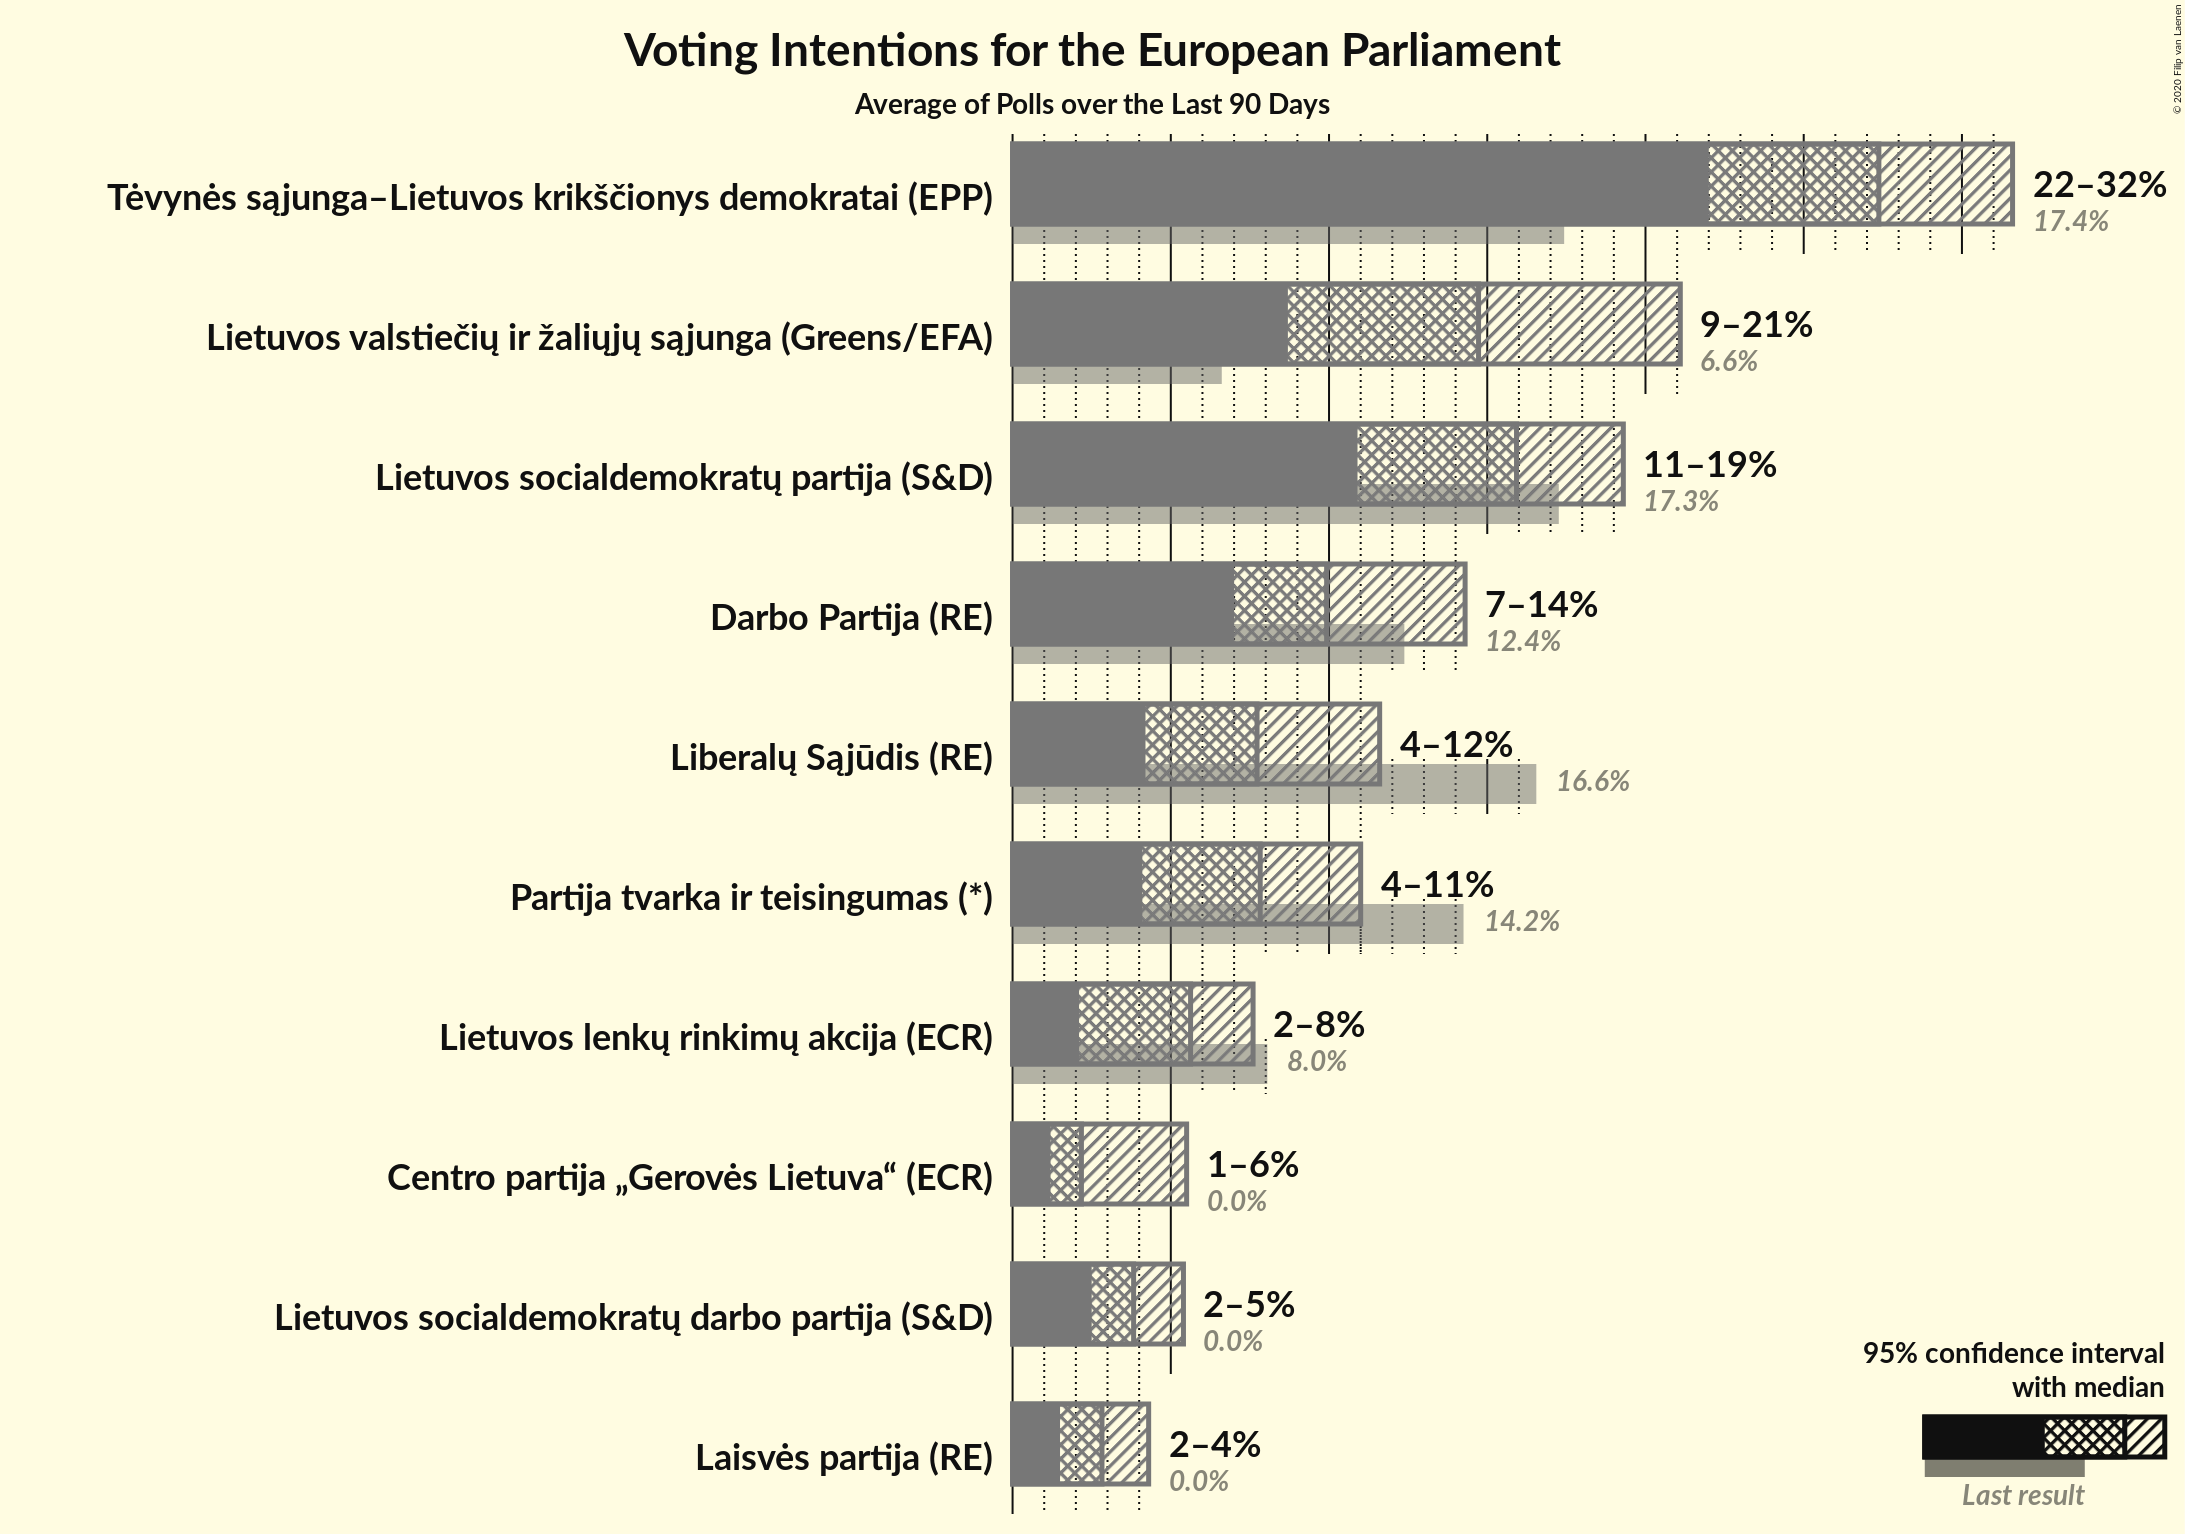 Voting Intentions for the European Parliament
Average of Polls over the Last 90 Days
© 2020 Filip van Laenen
Tėvynės sąjunga–Lietuvos krikščionys demokratai (EPP)
22–32%
17.4%
Lietuvos valstiečių ir žaliųjų sąjunga (Greens/EFA)
9–21%
6.6%
Lietuvos socialdemokratų partija (S&D)
11–19%
17.3%
Darbo Partija (RE)
7–14%
12.4%
Liberalų Sąjūdis (RE)
4–12%
16.6%
Partija tvarka ir teisingumas (*)
4–11%
14.2%
Lietuvos lenkų rinkimų akcija (ECR)
2–8%
8.0%
Centro partija „Gerovės Lietuva“ (ECR)
1–6%
0.0%
Lietuvos socialdemokratų darbo partija (S&D)
2–5%
0.0%
Laisvės partija (RE)
2–4%
0.0%
95% confidence interval
with median
Last result